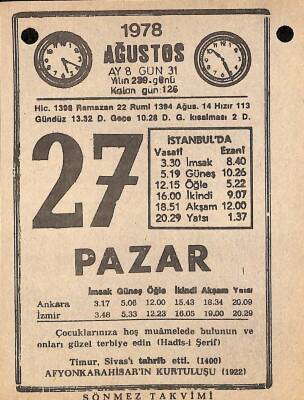 1978
AĞUSTOS
AY 8 GÜN 31
Yılın 239. günü
Kalan gün: 126
Hic. 1398 Ramazan 22 Rumî 1394 Ağus. 14 Hızır 113
Gündüz 13.32 D. Gece 10.28 D. G. kısalması 2 D.
27
İSTANBUL'DA
Vasatî Ezanî
3.30 İmsak 8.40
5.19 Güneş 10.26
12.15 Öğle 5.22
16.00 İkindi 9.07
18.51 Akşam 12.00
20.29 Yatsı 1.37
PAZAR
İmsak Güneş Öğle İkindi Akşam Yatsı
Ankara 3.17 5.06 12.00 15.43 18.34 20.09
İzmir 3.48 5.33 12.23 16.05 19.00 20.29
Çocuklarınıza hoş muâmelede bulunun ve
onları güzel terbiye edin (Hadîs-i Şerif)
Timur, Sivas'ı tahrib etti. (1400)
AFYONKARAHİSAR'IN KURTULUŞU (1922)
SÖNMEZ TAKVİMİ